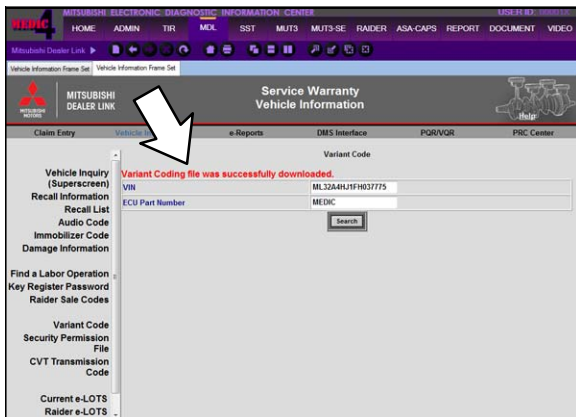 MITSUBISHI ELECTRONIC DIAGNOSTIC INFORMATION CENTER
MEDIC 4
HOME ADMIN TIR MDL SST MUT3 MUT3-SE RAIDER ASA-CAPS REPORT DOCUMENT VIDEO
Mitsubishi Dealer Link
Vehicle Information Frame Set Vehicle Information Frame Set
MITSUBISHI MOTORS
MITSUBISHI
DEALER LINK
Service Warranty
Vehicle Information
Help
Claim Entry e-Reports DMS Interface PQR/VQR PRC Center
Variant Code
Variant Coding file was successfully downloaded.
VIN ML32A4HJ1FH037775
ECU Part Number MEDIC
Search
Vehicle Inquiry
(Superscreen)
Recall Information
Recall List
Audio Code
Immobilizer Code
Damage Information
Find a Labor Operation
Key Register Password
Raider Sale Codes
Variant Code
Security Permission
File
CVT Transmission
Code
Current e-LOTS
Raider e-LOTS